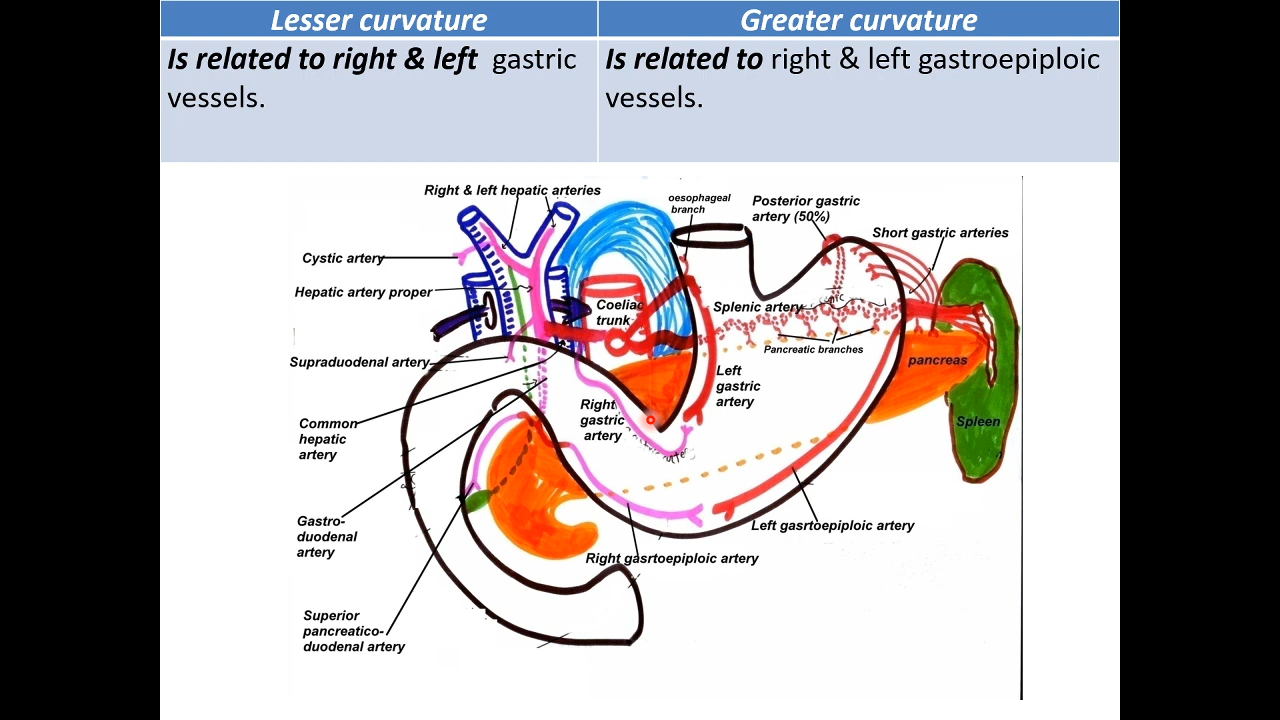 Lesser curvature
Greater curvature
Is related to right & left gastric
vessels.
Is related to right & left gastroepiploic
vessels.
Right & left hepatic arteries
oesophageal
branch
Posterior gastric
artery (50%)
Short gastric arteries
Cystic artery
Hepatic artery proper
Coeliac
trunk
Splenic artery
Supraduodenal artery
Pancreatic branches
pancreas
Left
gastric
artery
Right
gastric
artery
Common
hepatic
artery
Spleen
Gastro-
duodenal
artery
Left gasrtoepiploic artery
Right gasrtoepiploic artery
Superior
pancreatico-
duodenal artery